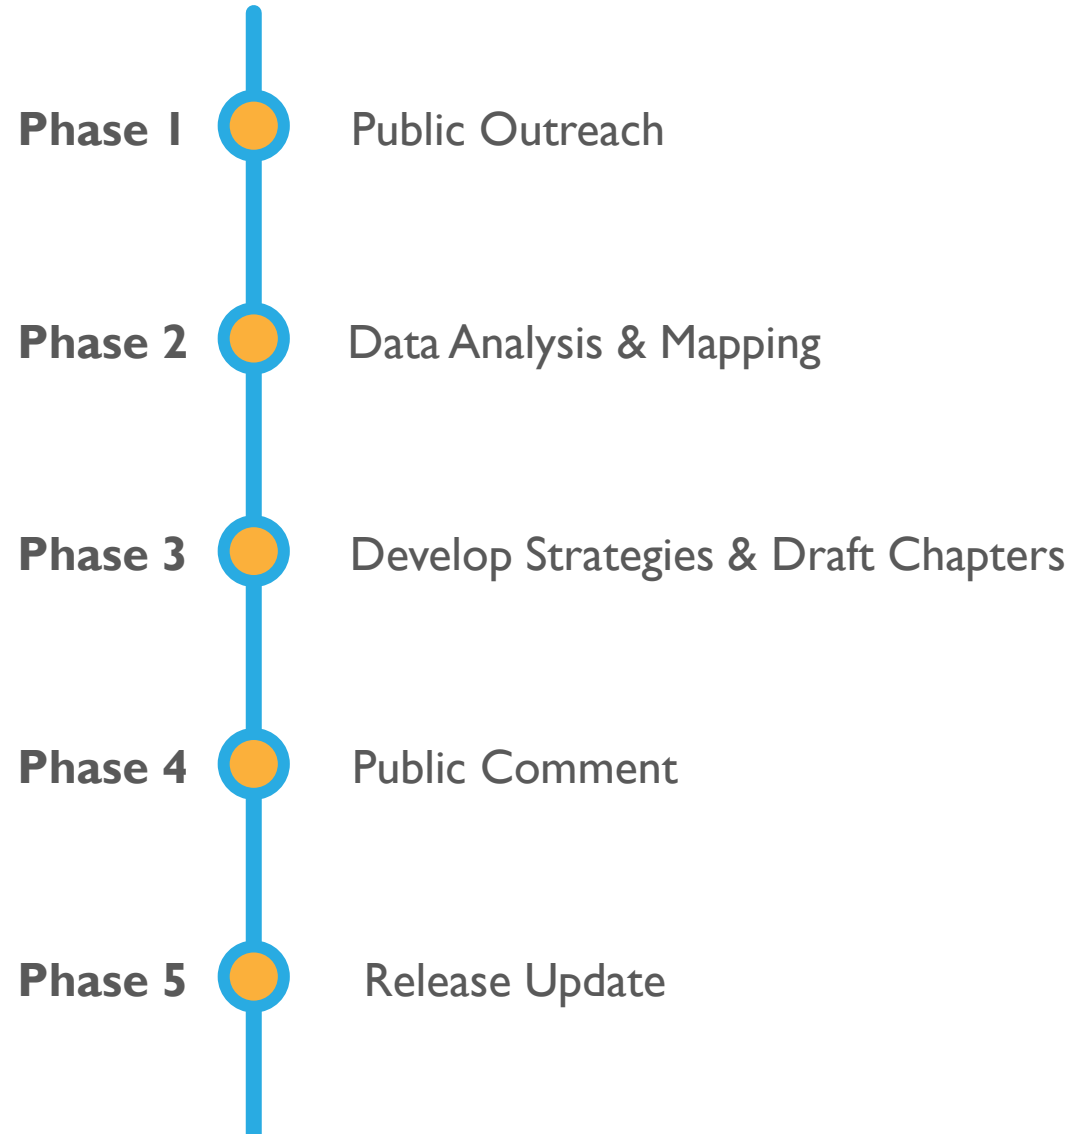 Phase 1 Public Outreach
Phase 2 Data Analysis & Mapping
Phase 3 Develop Strategies & Draft Chapters
Phase 4 Public Comment
Phase 5 Release Update